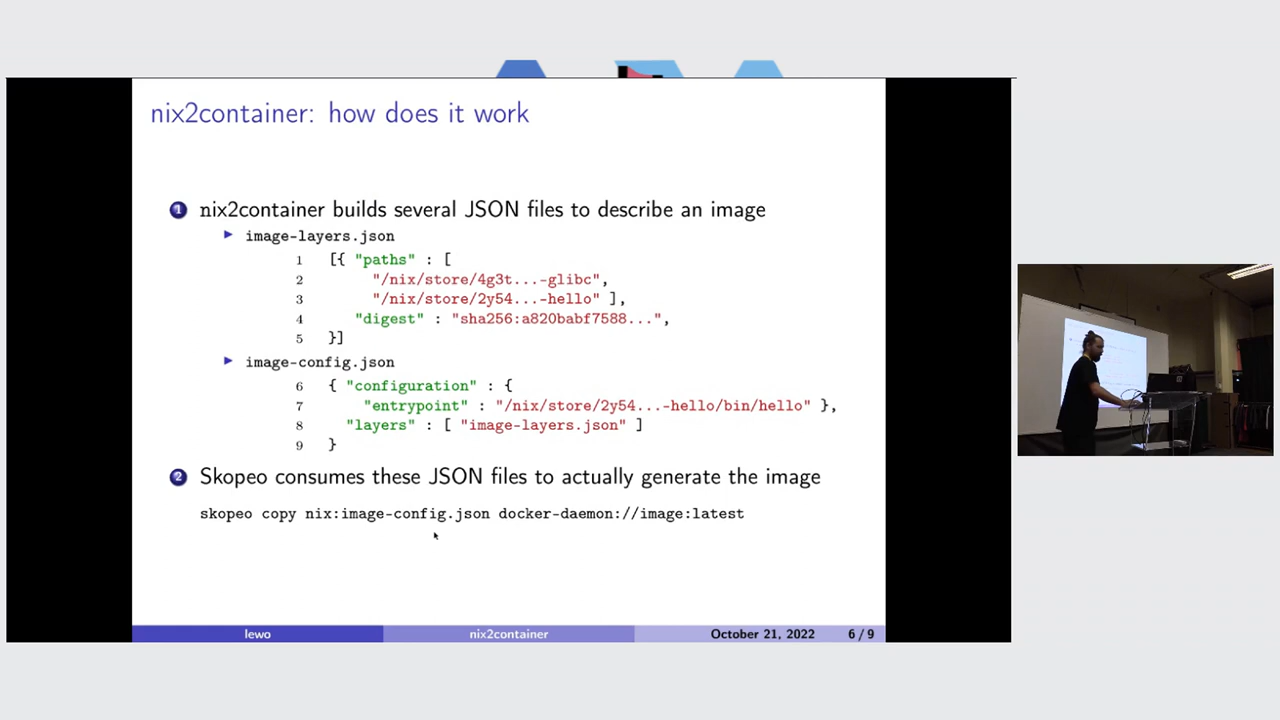 nix2container: how does it work
1 nix2container builds several JSON files to describe an image
image-layers.json
1 [{ "paths" : [
2 "/nix/store/4g3t...-glibc",
3 "/nix/store/2y54...-hello" ],
4 "digest" : "sha256:a820babf7588...",
5 }]
image-config.json
6 { "configuration" : {
7 "entrypoint" : "/nix/store/2y54...-hello/bin/hello" },
8 "layers" : [ "image-layers.json" ]
9 }
2 Skopeo consumes these JSON files to actually generate the image
skopeo copy nix:image-config.json docker-daemon://image:latest
lewo nix2container October 21, 2022 6 / 9